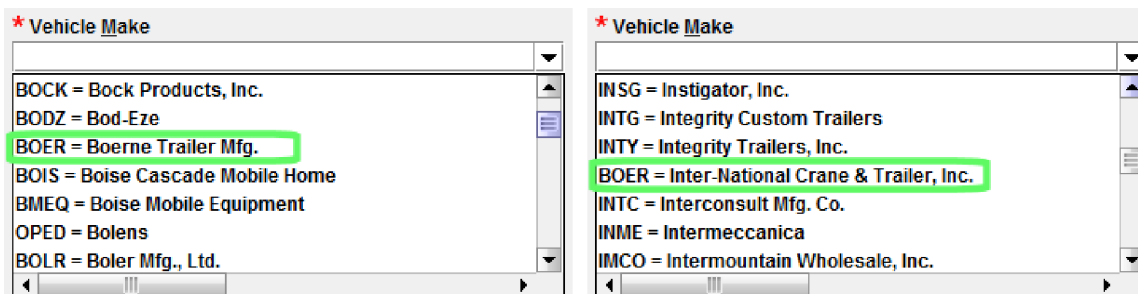 * Vehicle Make
BOCK = Bock Products, Inc.
BODZ = Bod-Eze
BOER = Boerne Trailer Mfg.
BOIS = Boise Cascade Mobile Home
BMEQ = Boise Mobile Equipment
OPED = Bolens
BOLR = Boler Mfg., Ltd.
* Vehicle Make
INSG = Instigator, Inc.
INTG = Integrity Custom Trailers
INTY = Integrity Trailers, Inc.
BOER = Inter-National Crane & Trailer, Inc.
INTC = Interconsult Mfg. Co.
INME = Intermeccanica
IMCO = Intermountain Wholesale, Inc.